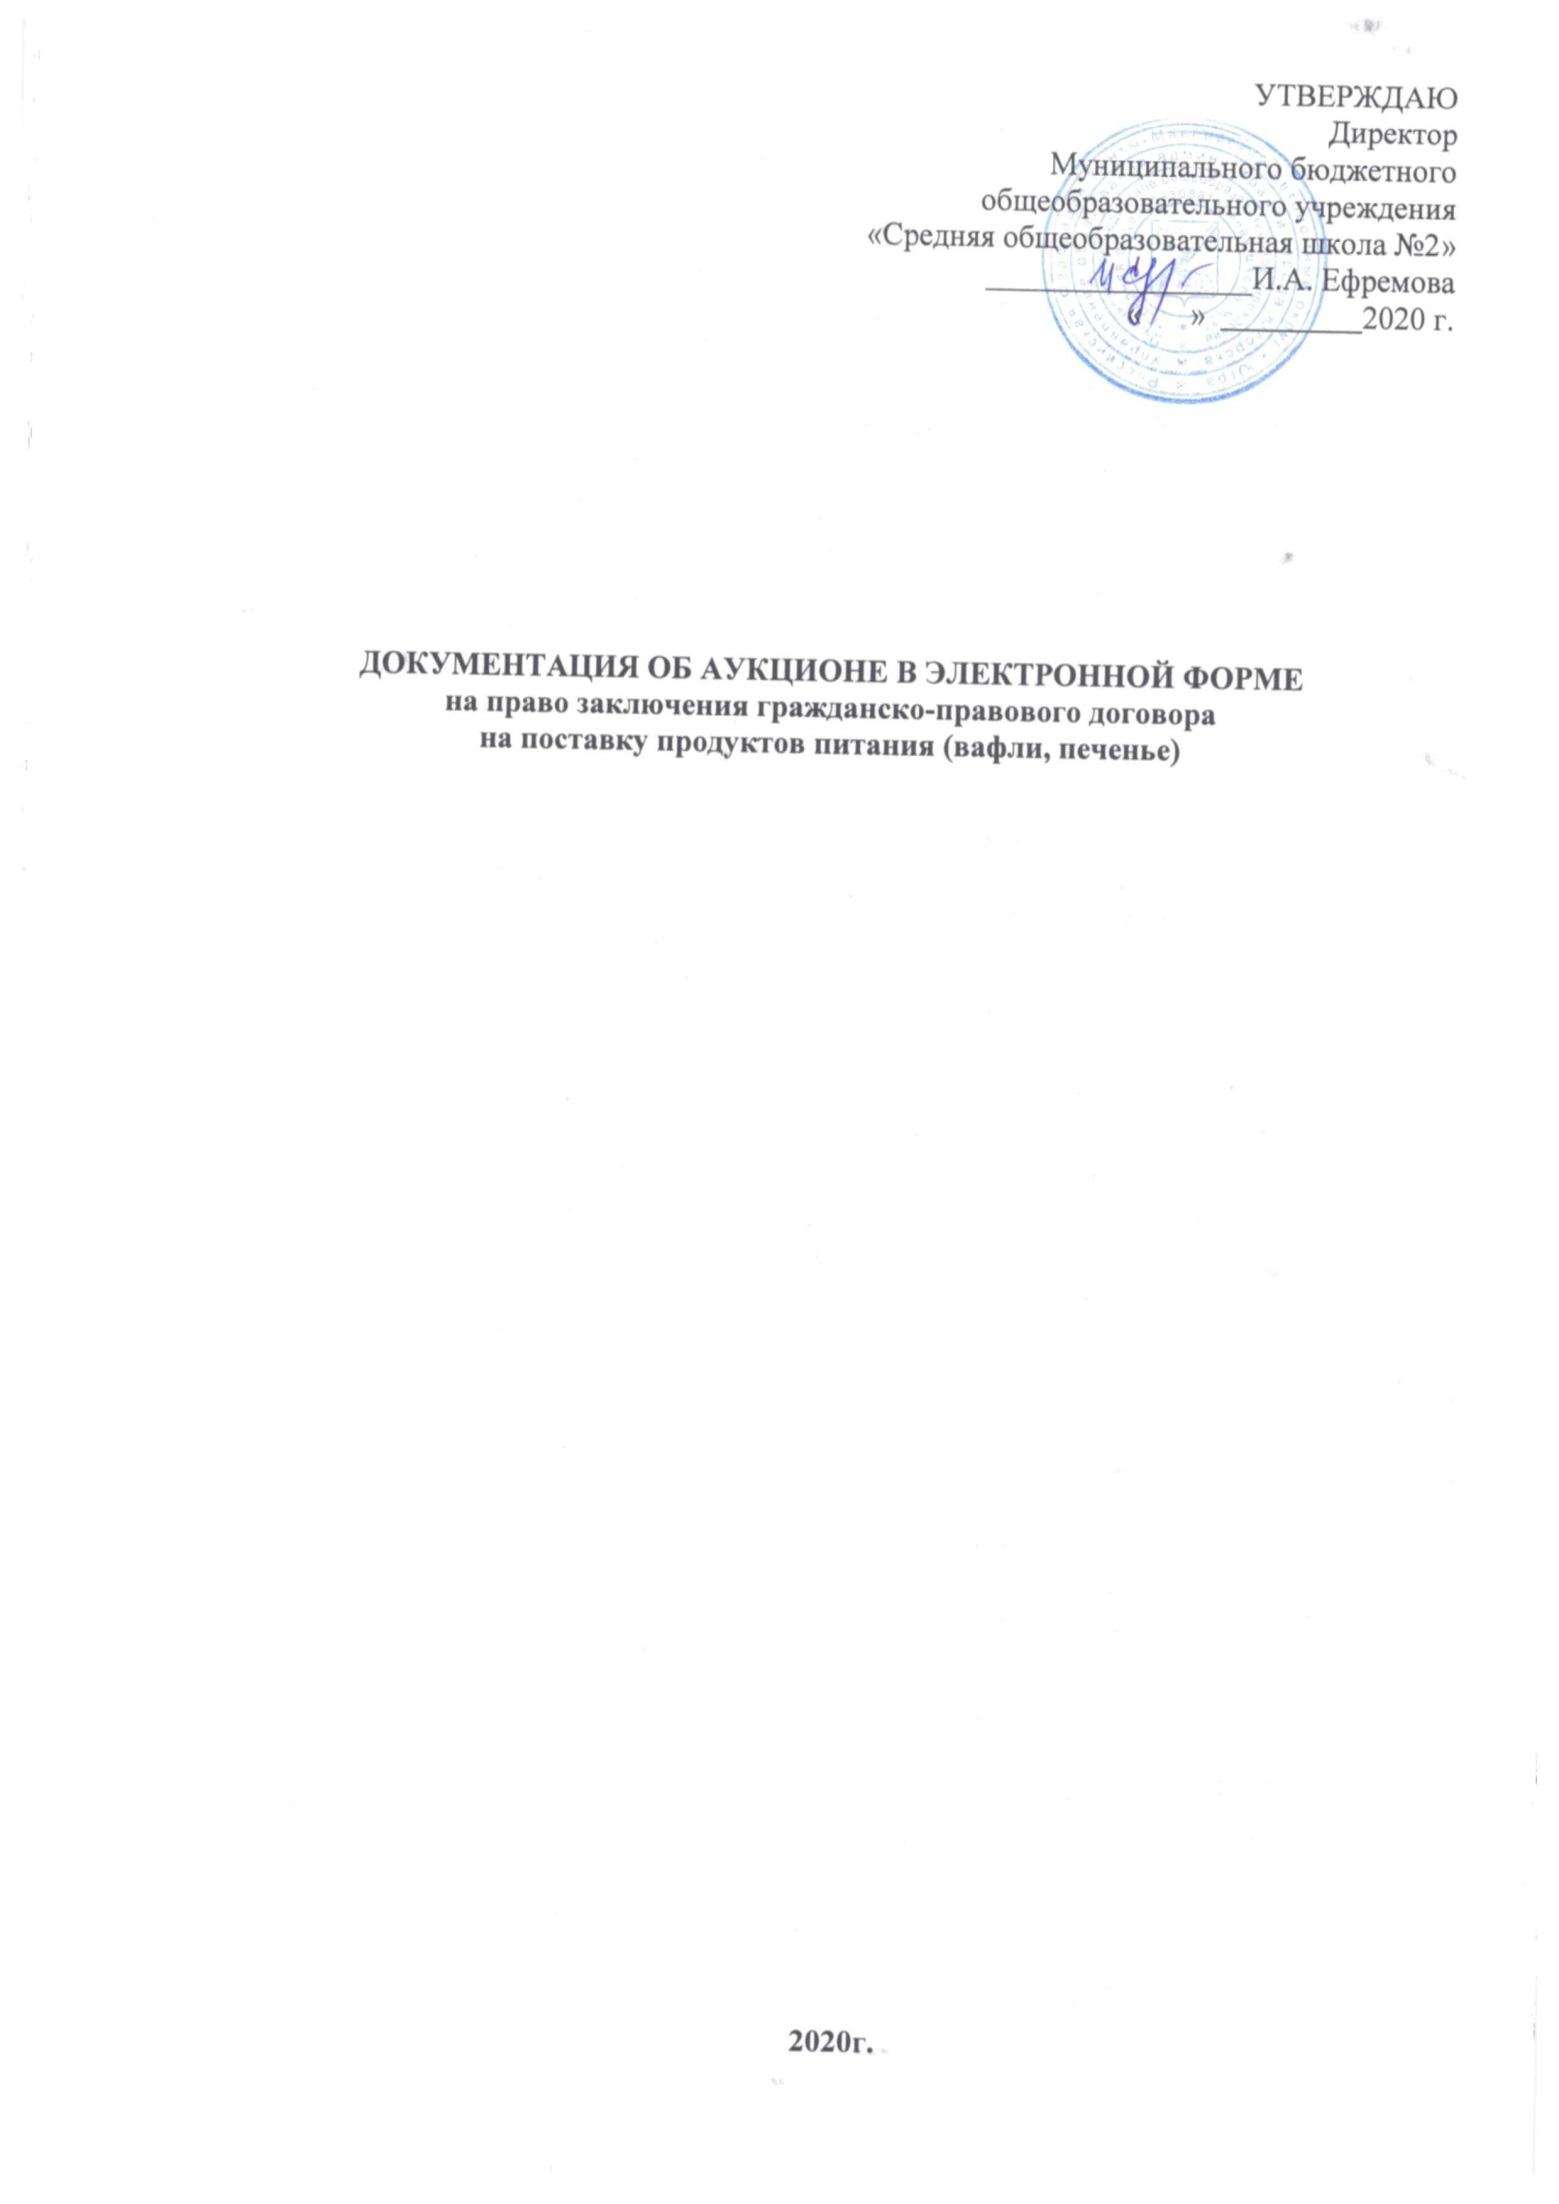 УТВЕРЖДАЮ
Директор
Муниципального бюджетного
общеобразовательного учреждения
«Средняя общеобразовательная школа №2»
________________И.А. Ефремова
«    » _________2020 г.
ДОКУМЕНТАЦИЯ ОБ АУКЦИОНЕ В ЭЛЕКТРОННОЙ ФОРМЕ
на право заключения гражданско-правового договора
на поставку продуктов питания (вафли, печенье)
2020г.